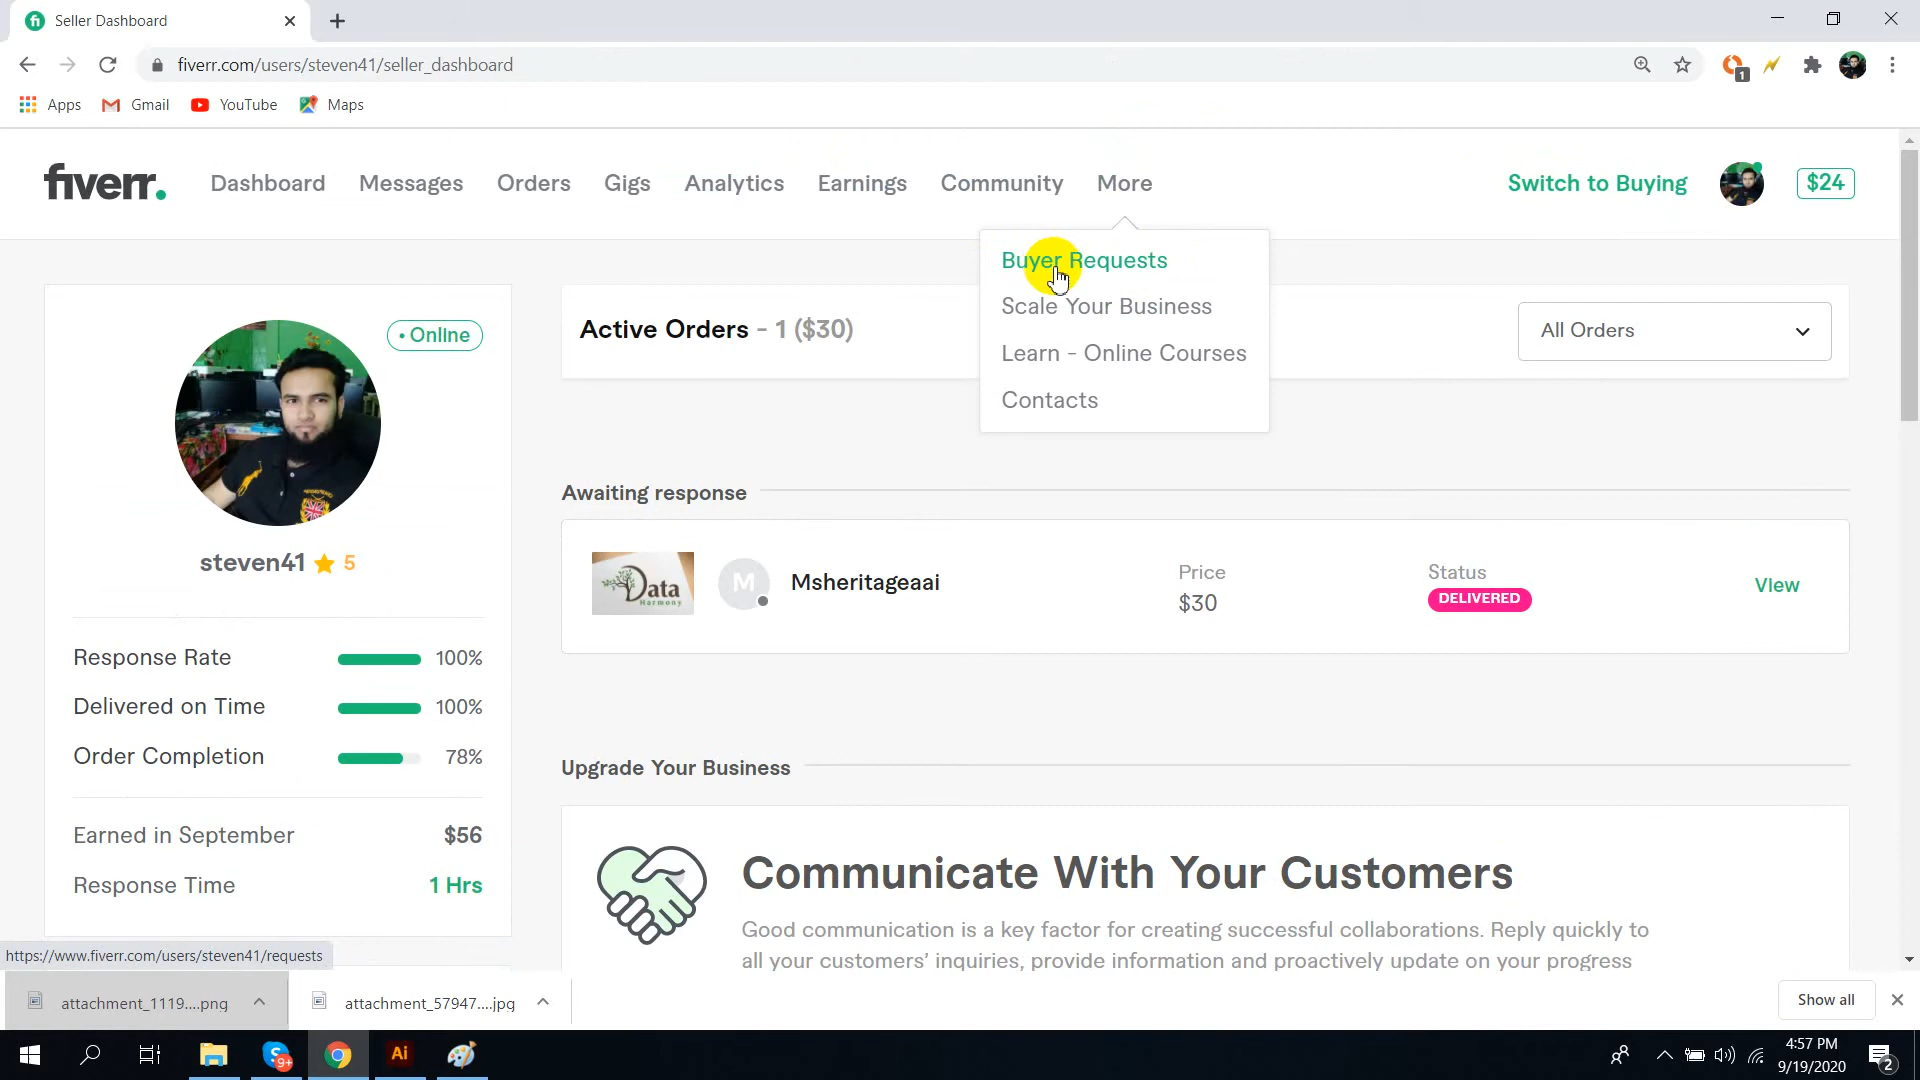 Seller Dashboard
fiverr.com/users/steven41/seller_dashboard
1
Apps
Gmail
YouTube
Maps
fiverr.
Dashboard
Messages
Orders
Gigs
Analytics
Earnings
Community
More
Switch to Buying
$24
Buyer Requests
Scale Your Business
Learn - Online Courses
Contacts
• Online
steven41 5
Response Rate 100%
Delivered on Time 100%
Order Completion 78%
Earned in September $56
Response Time 1 Hrs
Active Orders - 1 ($30)
All Orders
Awaiting response
Data
Harmony
M
Msheritageaai
Price
$30
Status
DELIVERED
View
Upgrade Your Business
Communicate With Your Customers
Good communication is a key factor for creating successful collaborations. Reply quickly to
all your customers’ inquiries, provide information and proactively update on your progress
https://www.fiverr.com/users/steven41/requests
attachment_1119....png
attachment_57947....jpg
Show all
9+
Ai
4:57 PM
9/19/2020
2